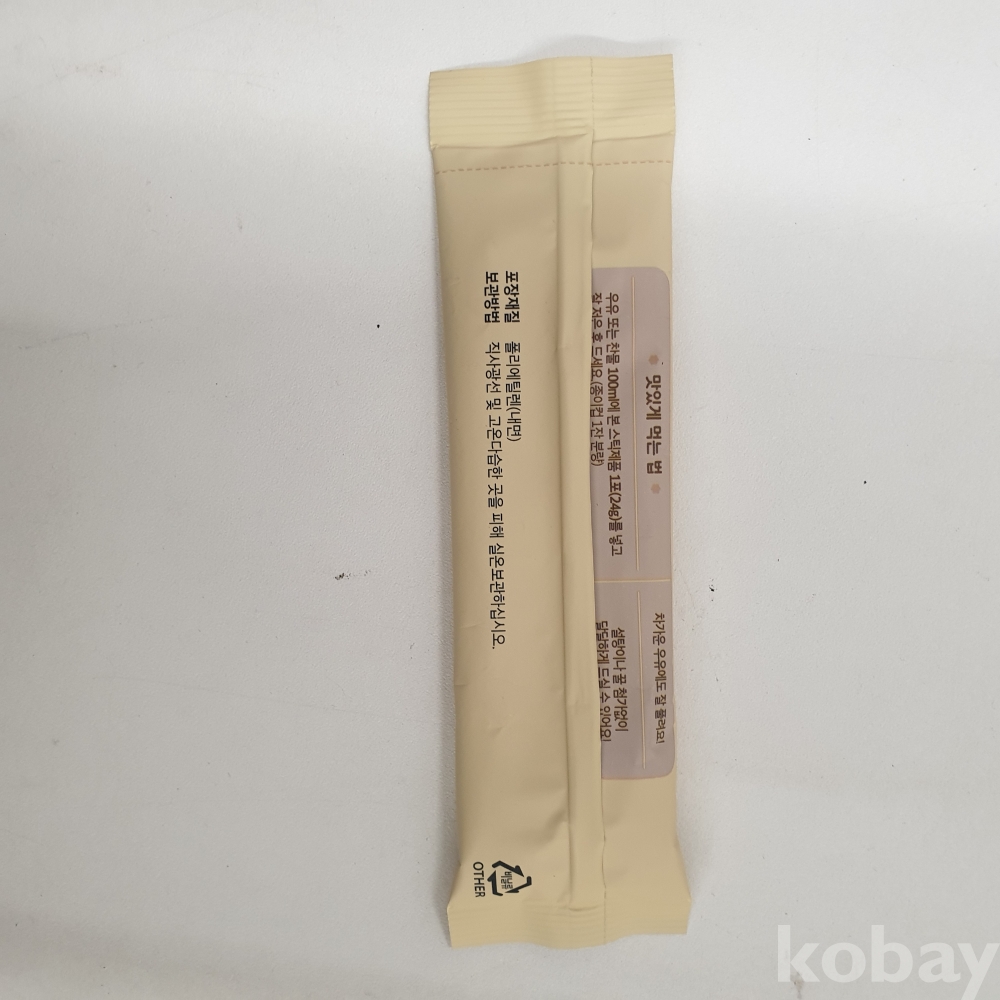 맛있게 먹는 법
우유 또는 찬물 100ml에 본 스틱제품 1포(24g)를 넣고
잘 저은 후 드세요.(종이컵 1잔 분량)
차가운 우유에도 잘 풀려요!
설탕이나 꿀 첨가없이
달달하게 드실 수 있어요!
포장재질 폴리에틸렌(내면)
보관방법 직사광선 및 고온다습한 곳을 피해 실온보관하십시오.
비닐류
OTHER
kobay